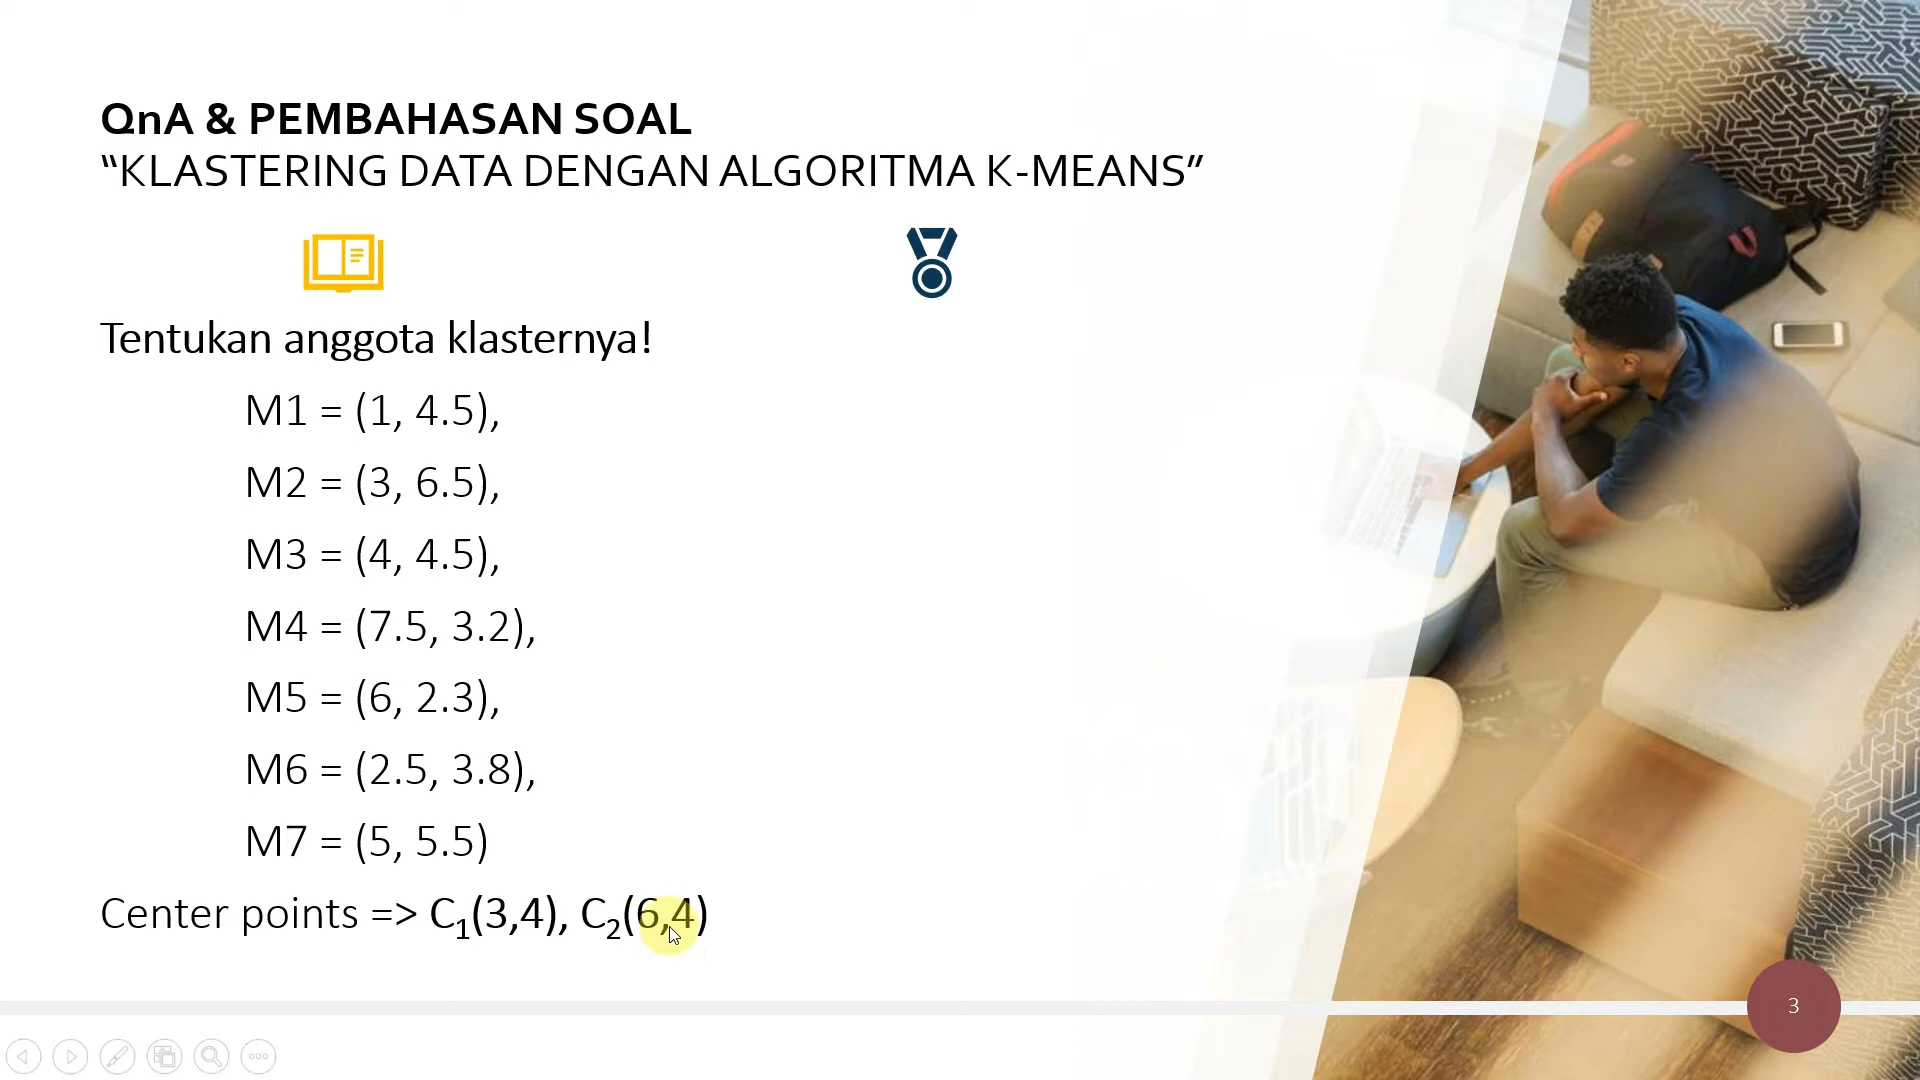 QnA & PEMBAHASAN SOAL
“KLASTERING DATA DENGAN ALGORITMA K-MEANS”
Tentukan anggota klasternya!
M1 = (1, 4.5),
M2 = (3, 6.5),
M3 = (4, 4.5),
M4 = (7.5, 3.2),
M5 = (6, 2.3),
M6 = (2.5, 3.8),
M7 = (5, 5.5)
Center points => C₁(3,4), C₂(6,4)
3